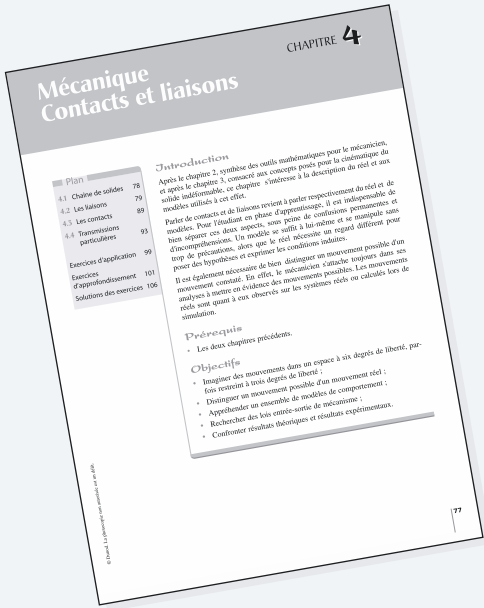 CHAPITRE 4
Mécanique
Contacts et liaisons
Plan
4.1 Chaîne de solides 78
4.2 Les liaisons 79
4.3 Les contacts 89
4.4 Transmissions
particulières 93
Exercices d'application 99
Exercices
d'approfondissement 101
Solutions des exercices 106
Introduction
Après le chapitre 2, synthèse des outils mathématiques pour le mécanicien,
et après le chapitre 3, consacré aux concepts posés pour la cinématique du
solide indéformable, ce chapitre s'intéresse à la description du réel et aux
modèles utilisés à cet effet.
Parler de contacts et de liaisons revient à parler respectivement du réel et de
modèles. Pour l'étudiant en phase d'apprentissage, il est indispensable de
bien séparer ces deux aspects, sous peine de confusions permanentes et
d'incompréhensions. Un modèle se suffit à lui-même et se manipule sans
trop de précautions, alors que le réel nécessite un regard différent pour
poser des hypothèses et exprimer les conditions induites.
Il est également nécessaire de bien distinguer un mouvement possible d'un
mouvement constaté. En effet, le mécanicien s'attache toujours dans ses
analyses à mettre en évidence des mouvements possibles. Les mouvements
réels sont quant à eux observés sur les systèmes réels ou calculés lors de
simulation.
Prérequis
• Les deux chapitres précédents.
Objectifs
• Imaginer des mouvements dans un espace à six degrés de liberté, par-
fois restreint à trois degrés de liberté ;
• Distinguer un mouvement possible d'un mouvement réel ;
• Appréhender un ensemble de modèles de comportement ;
• Rechercher des lois entrée-sortie de mécanisme ;
• Confronter résultats théoriques et résultats expérimentaux.
© Dunod. La photocopie non autorisée est un délit.
77